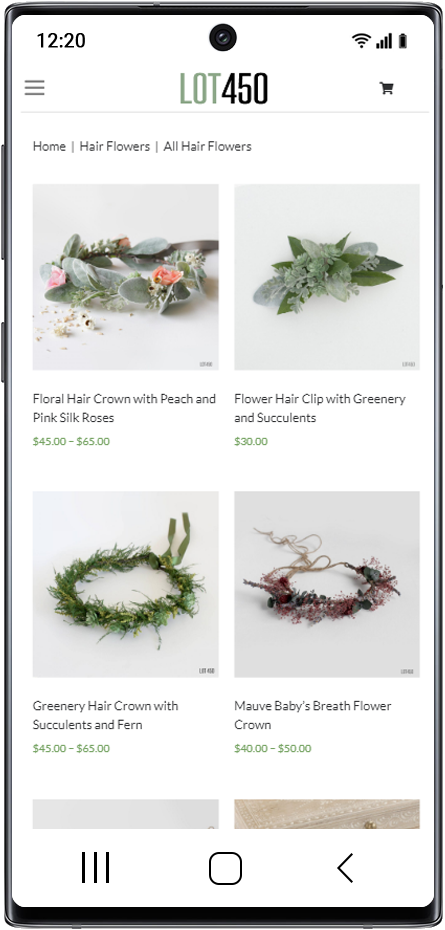 12:20
LOT450
Home | Hair Flowers | All Hair Flowers
LOT450
Floral Hair Crown with Peach and
Pink Silk Roses
$45.00 – $65.00
Flower Hair Clip with Greenery
and Succulents
$30.00
LOT450
Greenery Hair Crown with
Succulents and Fern
$45.00 – $65.00
LOT450
Mauve Baby's Breath Flower
Crown
$40.00 – $50.00